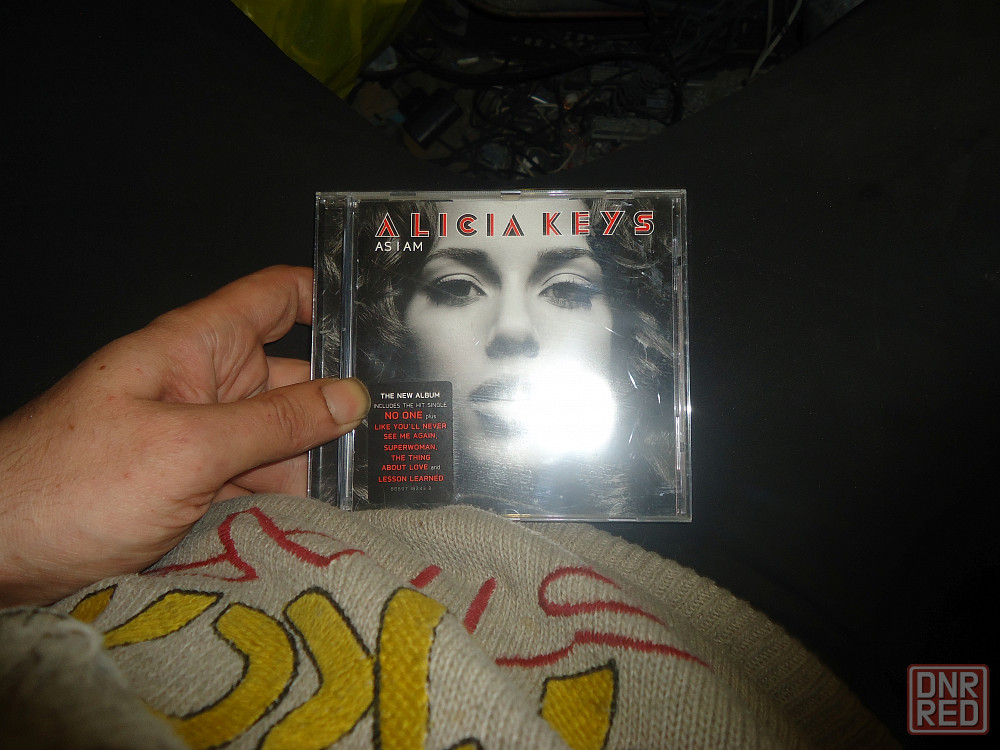 ALICIA KEYS
AS I AM
THE NEW ALBUM
INCLUDES THE HIT SINGLE
NO ONE plus
LIKE YOU'LL NEVER
SEE ME AGAIN,
SUPERWOMAN,
THE THING
ABOUT LOVE and
LESSON LEARNED
DNR
RED